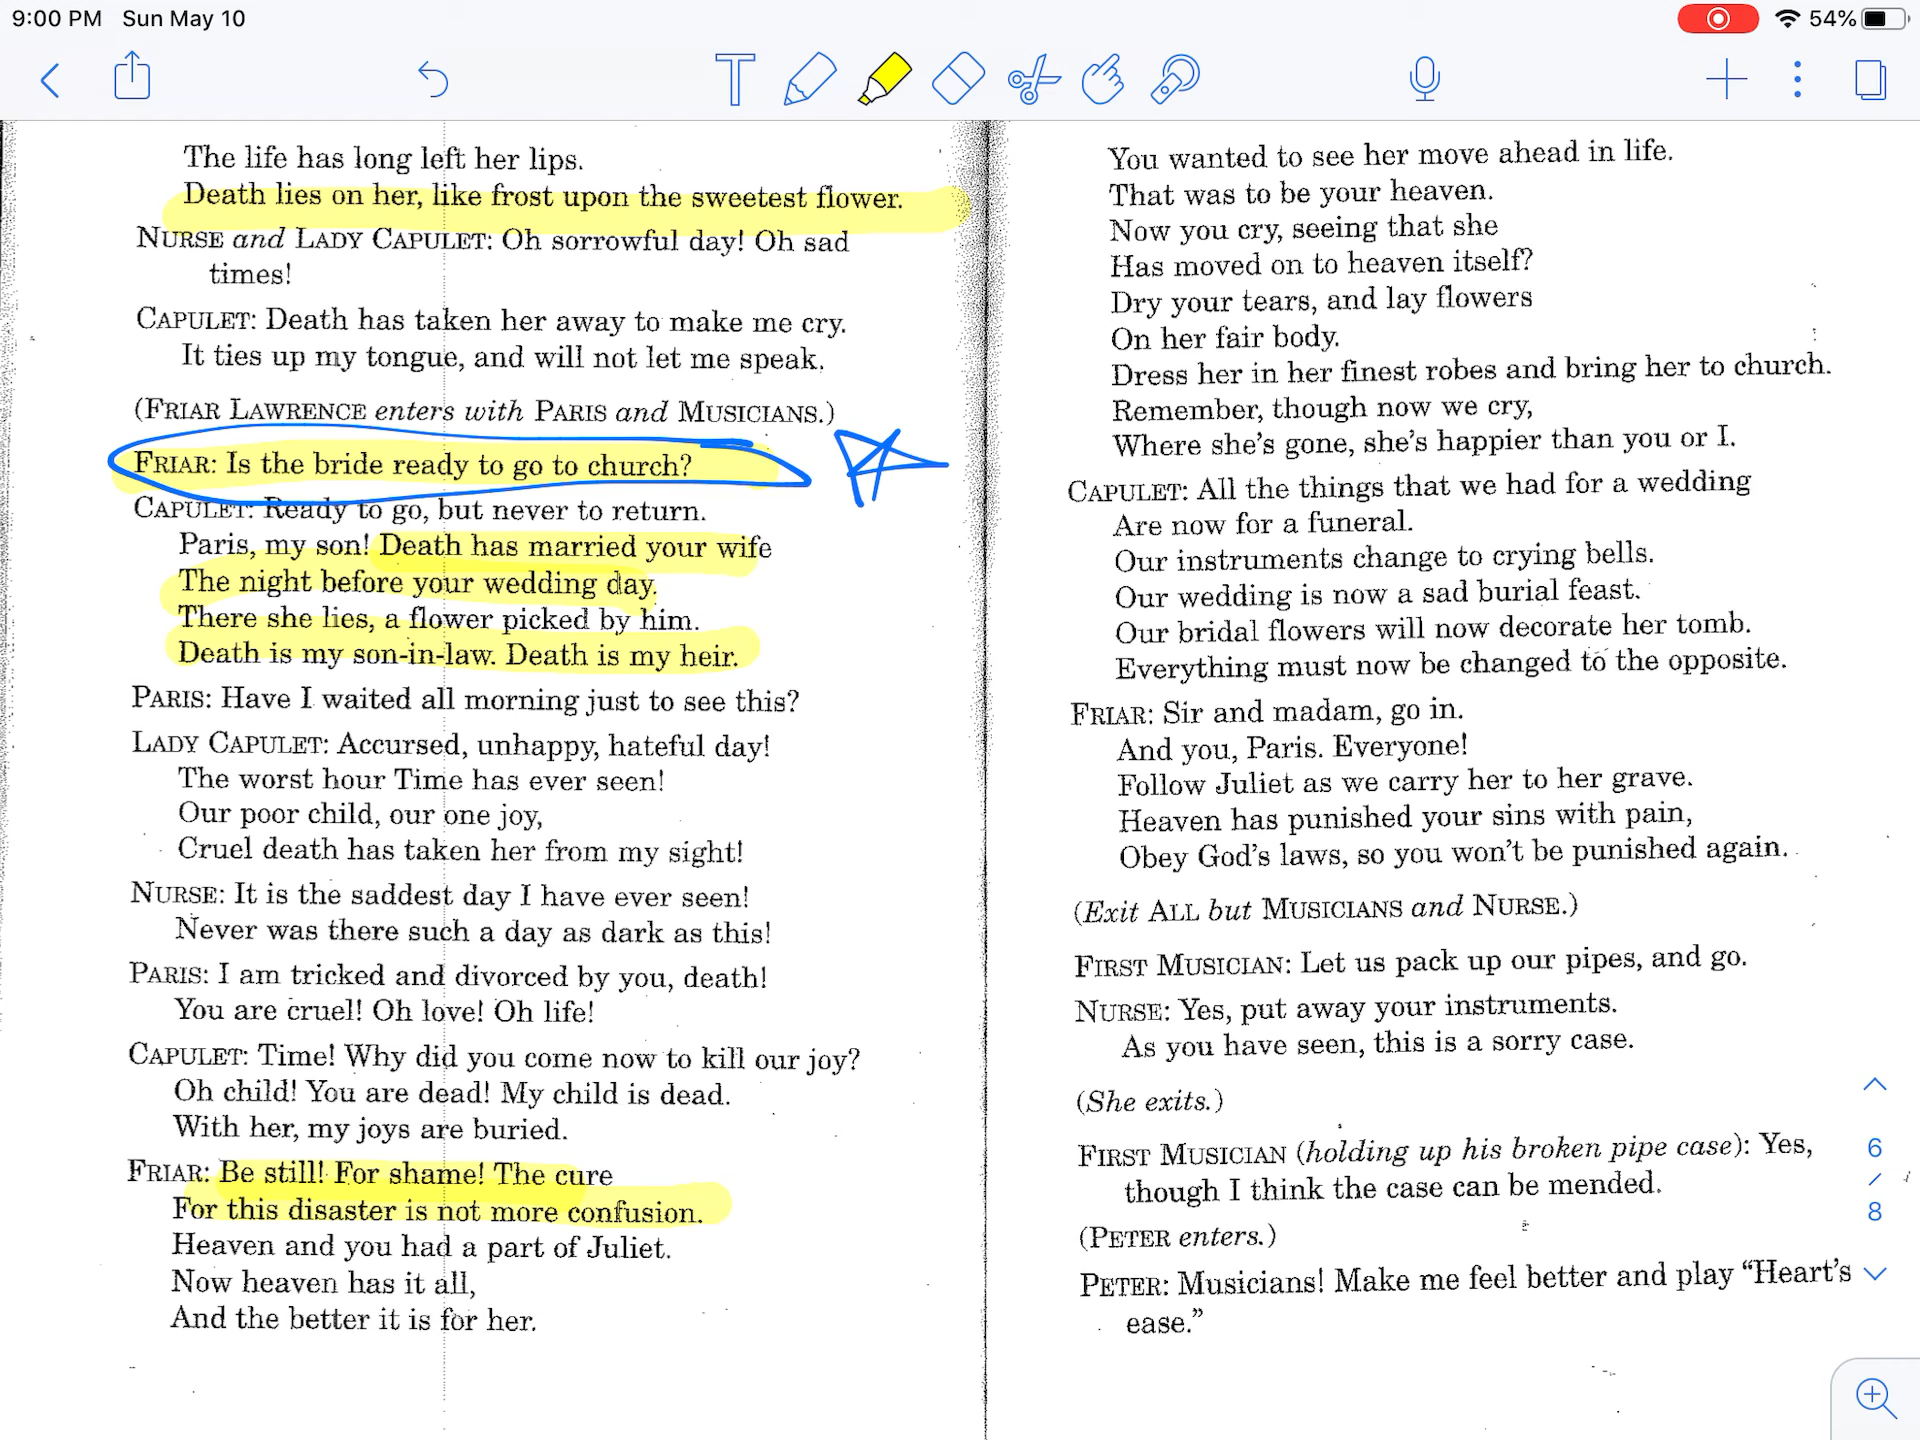 9:00 PM Sun May 10
54%
The life has long left her lips.
Death lies on her, like frost upon the sweetest flower.
NURSE and LADY CAPULET: Oh sorrowful day! Oh sad
times!
CAPULET: Death has taken her away to make me cry.
It ties up my tongue, and will not let me speak.
(FRIAR LAWRENCE enters with PARIS and MUSICIANS.)
FRIAR: Is the bride ready to go to church?
CAPULET: Ready to go, but never to return.
Paris, my son! Death has married your wife
The night before your wedding day.
There she lies, a flower picked by him.
Death is my son-in-law. Death is my heir.
PARIS: Have I waited all morning just to see this?
LADY CAPULET: Accursed, unhappy, hateful day!
The worst hour Time has ever seen!
Our poor child, our one joy,
Cruel death has taken her from my sight!
NURSE: It is the saddest day I have ever seen!
Never was there such a day as dark as this!
PARIS: I am tricked and divorced by you, death!
You are cruel! Oh love! Oh life!
CAPULET: Time! Why did you come now to kill our joy?
Oh child! You are dead! My child is dead.
With her, my joys are buried.
FRIAR: Be still! For shame! The cure
For this disaster is not more confusion.
Heaven and you had a part of Juliet.
Now heaven has it all,
And the better it is for her.
You wanted to see her move ahead in life.
That was to be your heaven.
Now you cry, seeing that she
Has moved on to heaven itself?
Dry your tears, and lay flowers
On her fair body.
Dress her in her finest robes and bring her to church.
Remember, though now we cry,
Where she's gone, she's happier than you or I.
CAPULET: All the things that we had for a wedding
Are now for a funeral.
Our instruments change to crying bells.
Our wedding is now a sad burial feast.
Our bridal flowers will now decorate her tomb.
Everything must now be changed to the opposite.
FRIAR: Sir and madam, go in.
And you, Paris. Everyone!
Follow Juliet as we carry her to her grave.
Heaven has punished your sins with pain,
Obey God's laws, so you won't be punished again.
(Exit ALL but MUSICIANS and NURSE.)
FIRST MUSICIAN: Let us pack up our pipes, and go.
NURSE: Yes, put away your instruments.
As you have seen, this is a sorry case.
(She exits.)
FIRST MUSICIAN (holding up his broken pipe case): Yes,
though I think the case can be mended.
(PETER enters.)
PETER: Musicians! Make me feel better and play “Heart's
ease.”
6
/
8